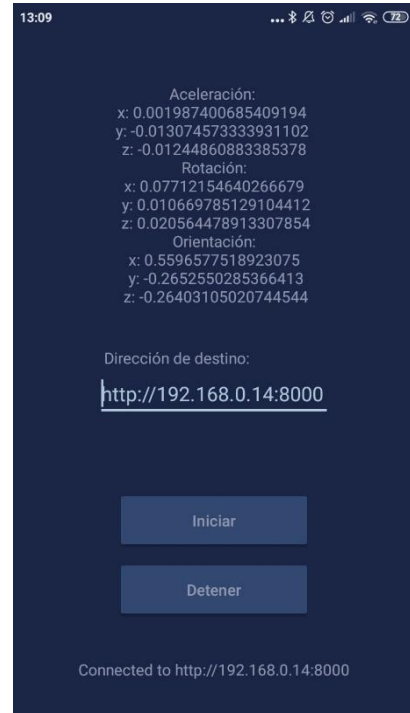 13:09
72
Aceleración:
x: 0.001987400685409194
y: -0.013074573333931102
z: -0.01244860883385378
Rotación:
x: 0.07712154640266679
y: 0.010669785129104412
z: 0.020564478913307854
Orientación:
x: 0.5596577518923075
y: -0.2652550285366413
z: -0.26403105020744544
Dirección de destino:
http://192.168.0.14:8000
Iniciar
Detener
Connected to http://192.168.0.14:8000